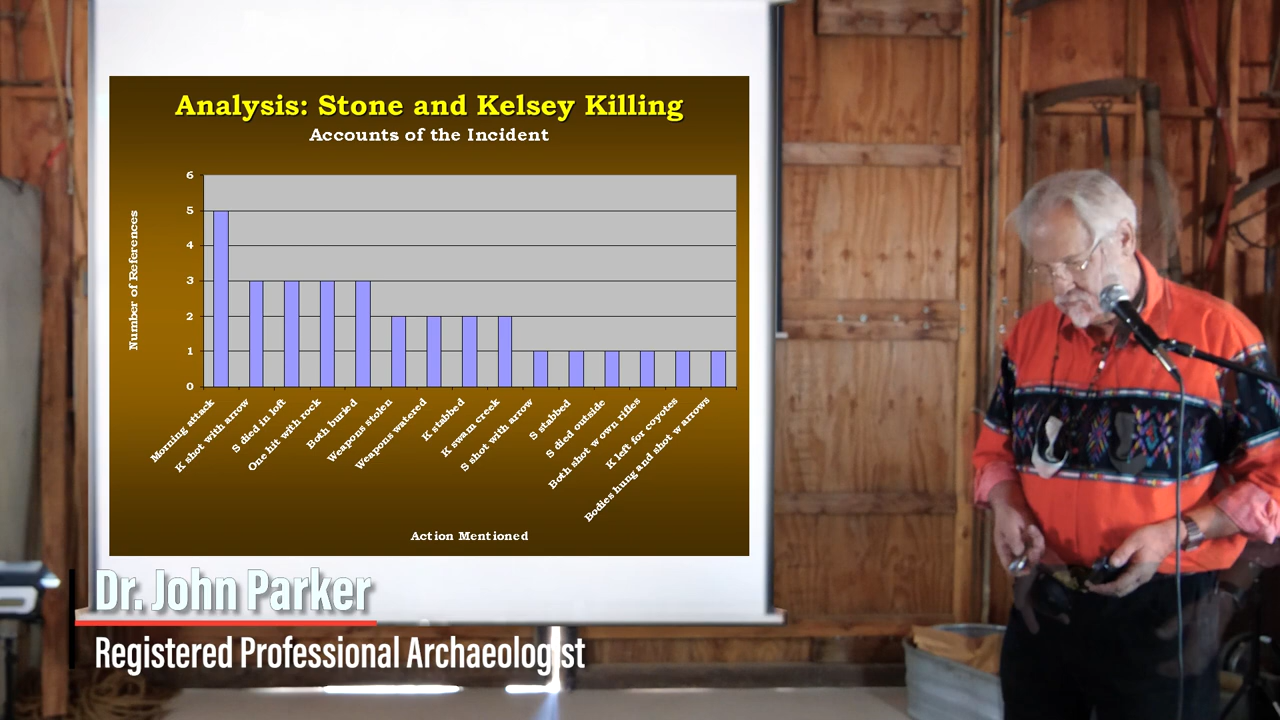 Analysis: Stone and Kelsey Killing
Accounts of the Incident
Number of References
6
5
4
3
2
1
0
Morning attack
K shot with arrow
S died in loft
One hit with rock
Both buried
Weapons stolen
Weapons watered
K stabbed
K swam creek
S shot with arrow
S stabbed
S died outside
Both shot w own rifles
K left for coyotes
Bodies hung and shot w arrows
Action Mentioned
Dr. John Parker
Registered Professional Archaeologist